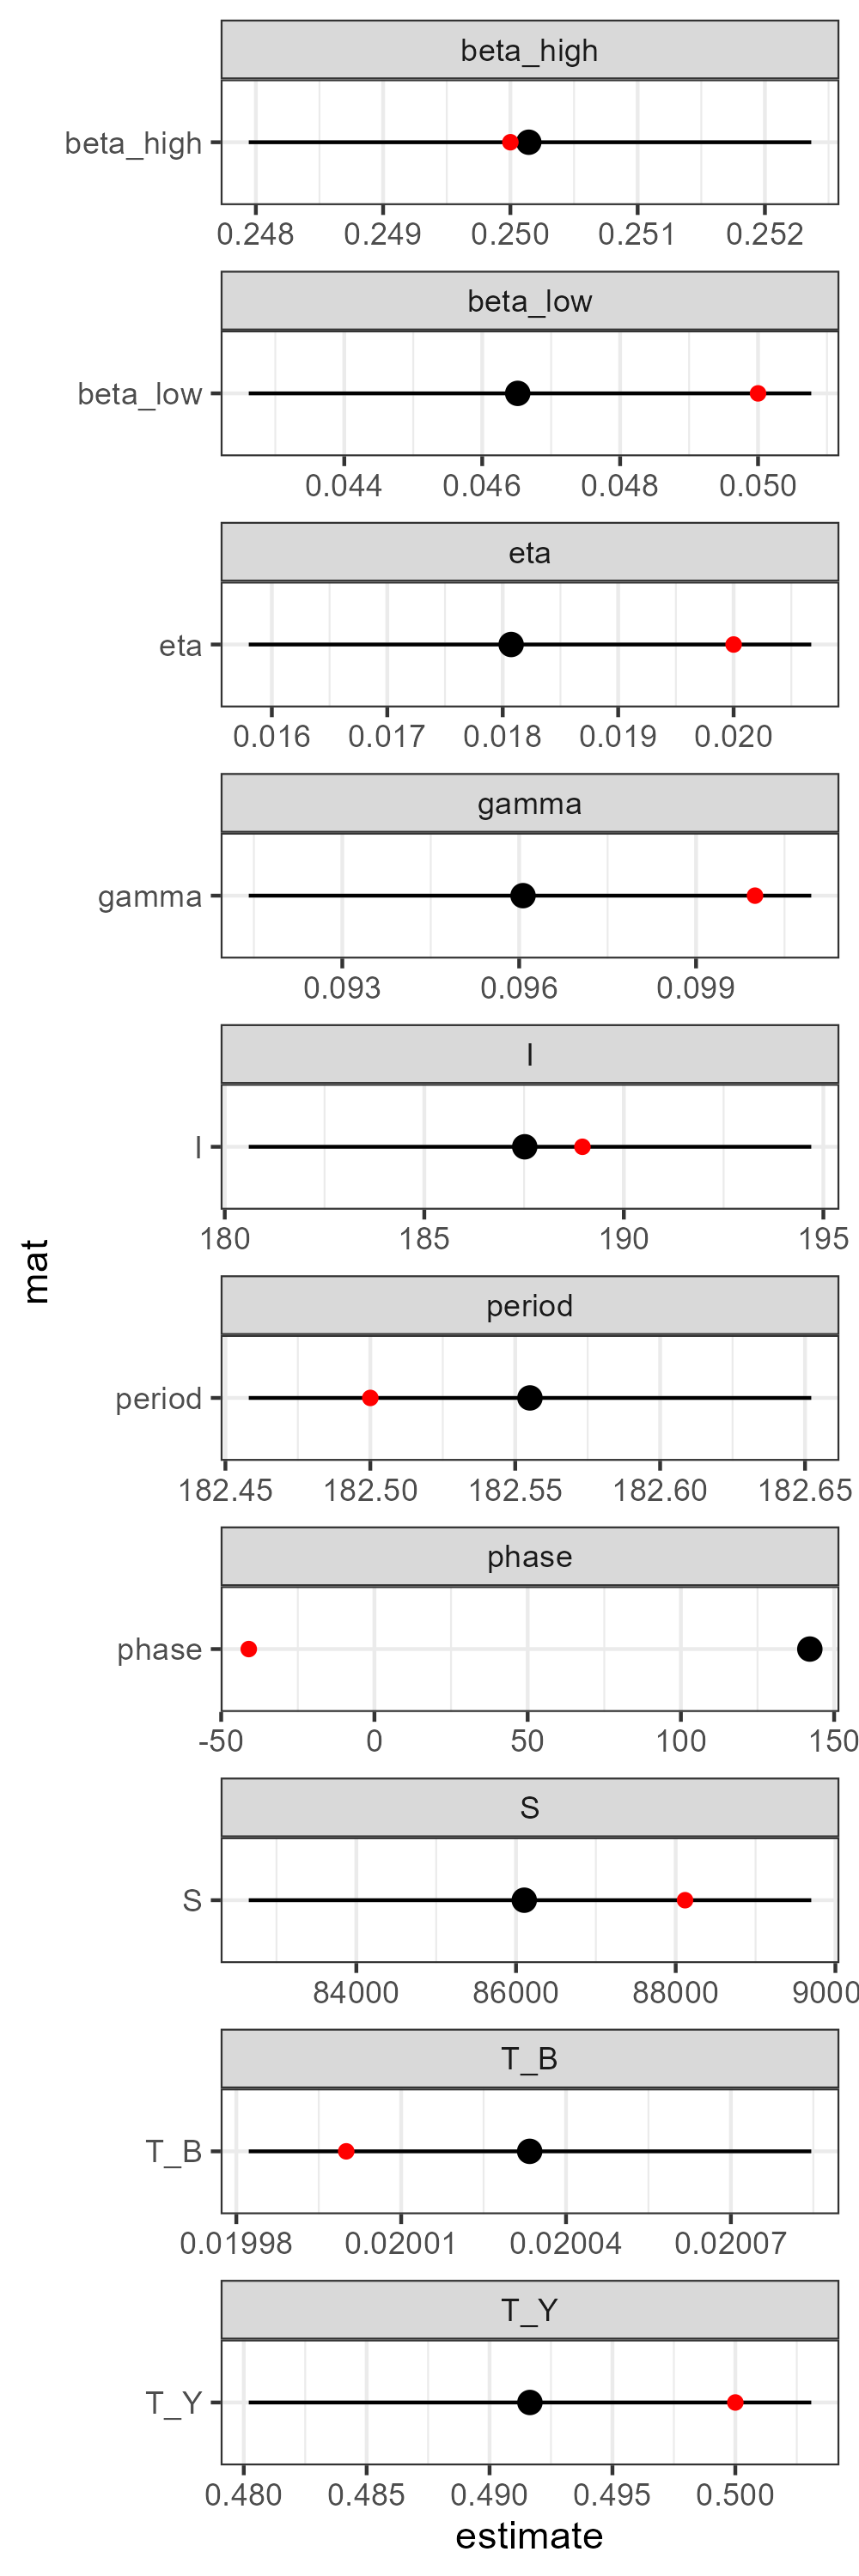 beta_high
beta_high
0.248 0.249 0.250 0.251 0.252
beta_low
beta_low
0.044 0.046 0.048 0.050
eta
eta
0.016 0.017 0.018 0.019 0.020
gamma
gamma
0.093 0.096 0.099
I
I
180 185 190 195
mat
period
period
182.45 182.50 182.55 182.60 182.65
phase
phase
-50 0 50 100 150
S
S
84000 86000 88000 9000
T_B
T_B
0.01998 0.02001 0.02004 0.02007
T_Y
T_Y
0.480 0.485 0.490 0.495 0.500
estimate